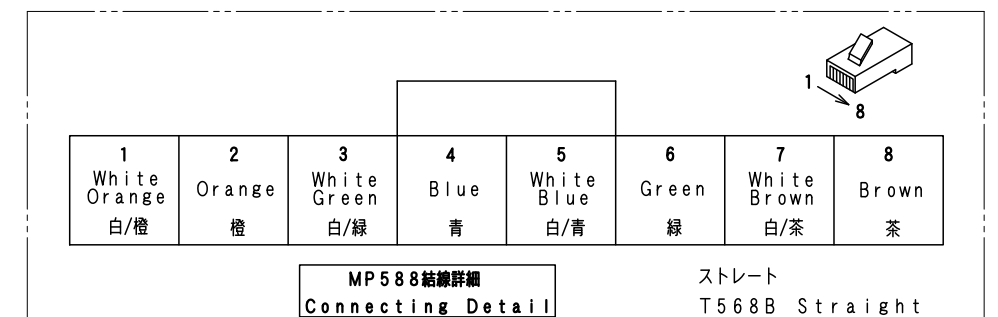 1
8
1
White
Orange
白/橙
2
Orange
橙
3
White
Green
白/緑
4
Blue
青
5
White
Blue
白/青
6
Green
緑
7
White
Brown
白/茶
8
Brown
茶
MP588結線詳細
Connecting Detail
ストレート
T568B Straight